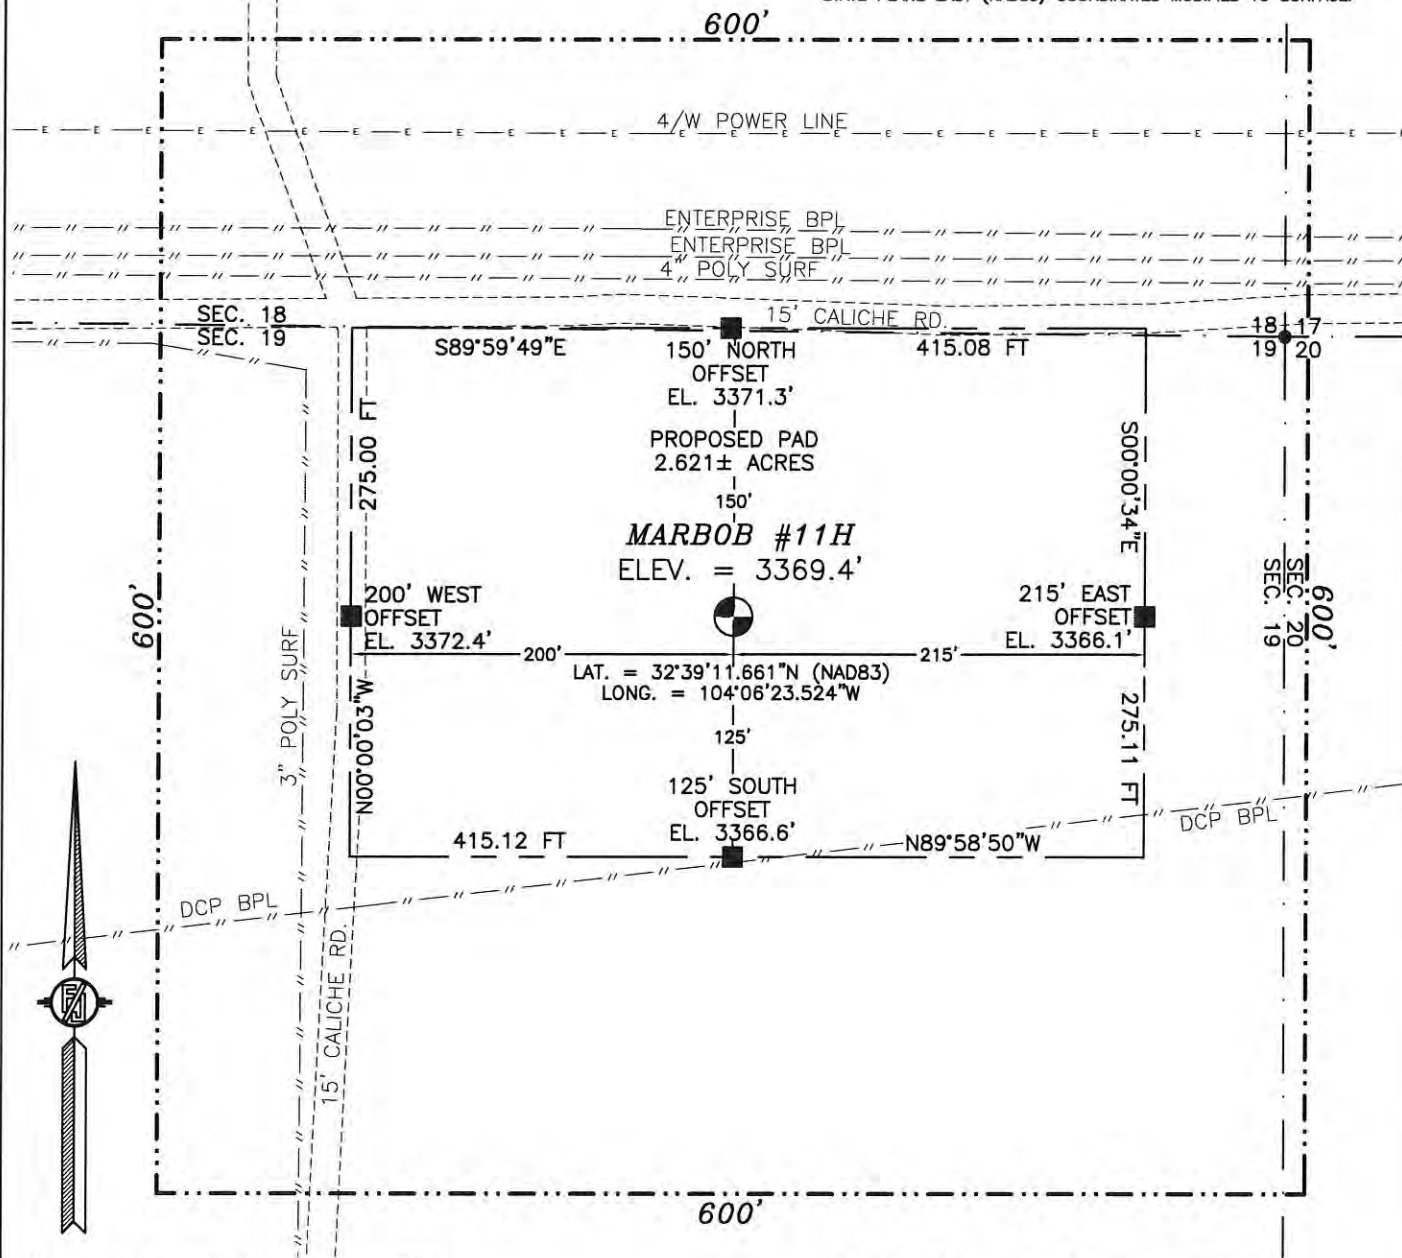 600'
4/W POWER LINE
E E E E E E E E E E E E E E E E E E E E E E E E E E
ENTERPRISE BPL
ENTERPRISE BPL
4" POLY SURF
15' CALICHE RD
SEC. 18
SEC. 19
18 17
19 20
S89°59'49"E
150' NORTH
OFFSET
EL. 3371.3'
415.08 FT
275.00 FT
PROPOSED PAD
2.621± ACRES
150'
S00°00'34"E
MARBOB #11H
ELEV. = 3369.4'
600'
200' WEST
OFFSET
EL. 3372.4'
215' EAST
OFFSET
EL. 3366.1'
SEC. 20
SEC. 19
600'
200'
215'
LAT. = 32°39'11.661"N (NAD83)
LONG. = 104°06'23.524"W
3" POLY SURF
N00°00'03"W
125'
275.11 FT
125' SOUTH
OFFSET
EL. 3366.6'
415.12 FT
N89°58'50"W
DCP BPL
DCP BPL
15' CALICHE RD.
600'